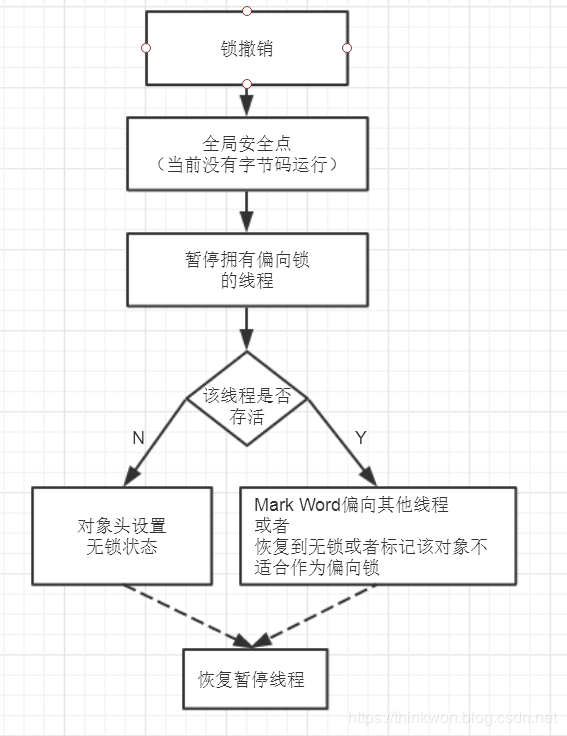 锁撤销
全局安全点
（当前没有字节码运行）
暂停拥有偏向锁
的线程
该线程是否
存活
N
Y
对象头设置
无锁状态
Mark Word偏向其他线程
或者
恢复到无锁或者标记该对象不
适合作为偏向锁
恢复暂停线程
https://thinkwon.blog.csdn.net